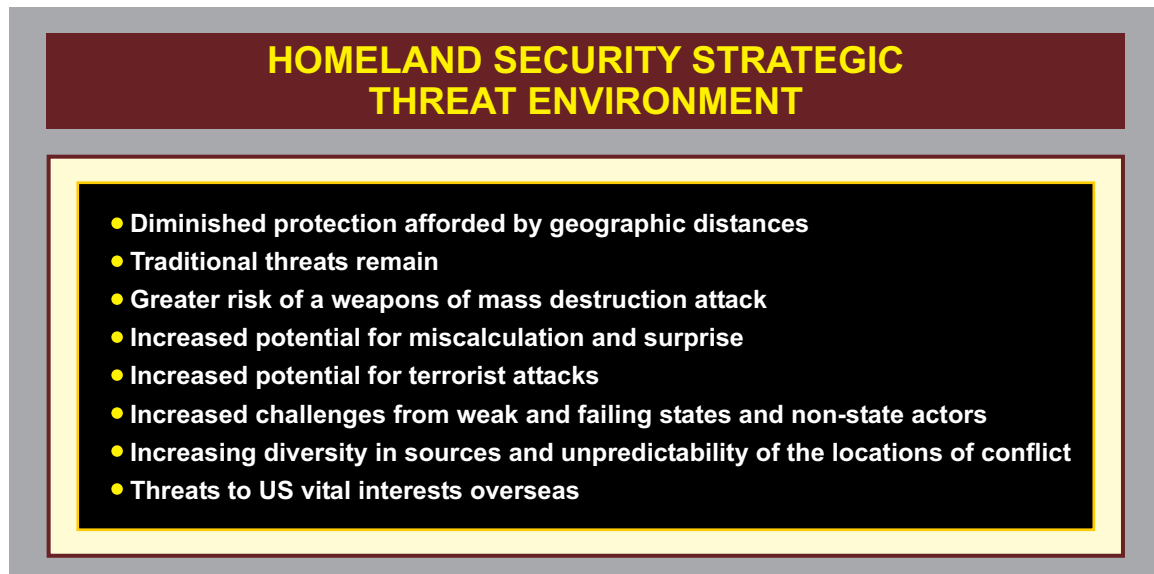 HOMELAND SECURITY STRATEGIC
THREAT ENVIRONMENT
• Diminished protection afforded by geographic distances
• Traditional threats remain
• Greater risk of a weapons of mass destruction attack
• Increased potential for miscalculation and surprise
• Increased potential for terrorist attacks
• Increased challenges from weak and failing states and non-state actors
• Increasing diversity in sources and unpredictability of the locations of conflict
• Threats to US vital interests overseas